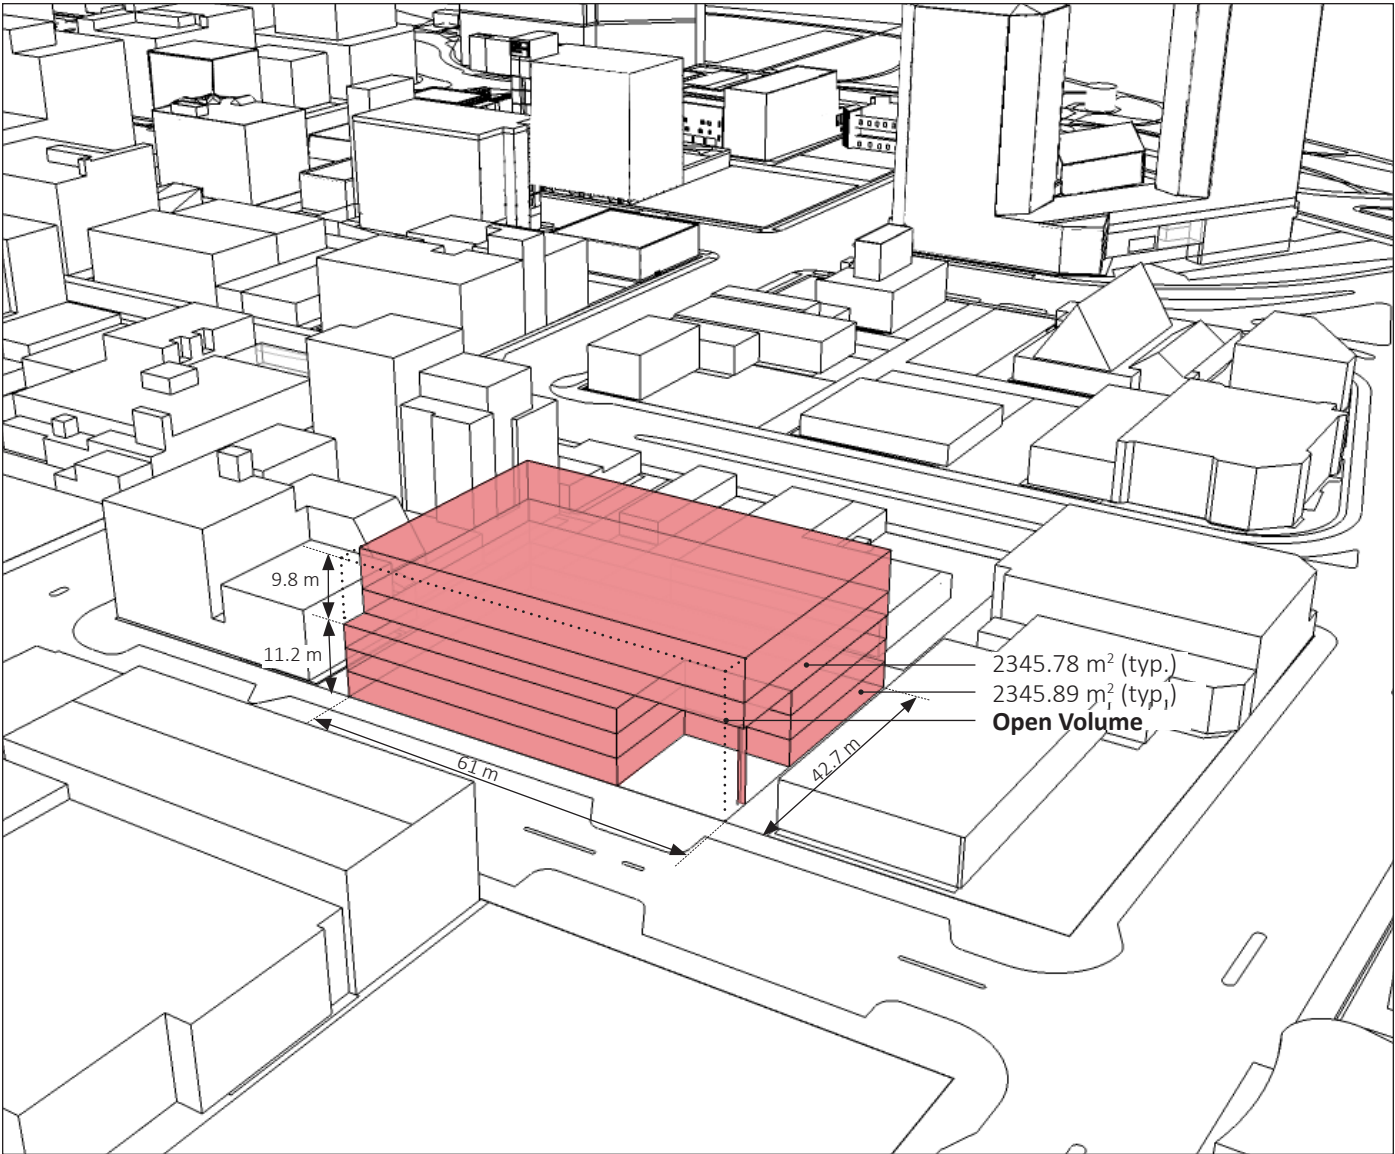 9.8 m
11.2 m
2345.78 m² (typ.)
2345.89 m² (typ.)
Open Volume
61 m
42.7 m